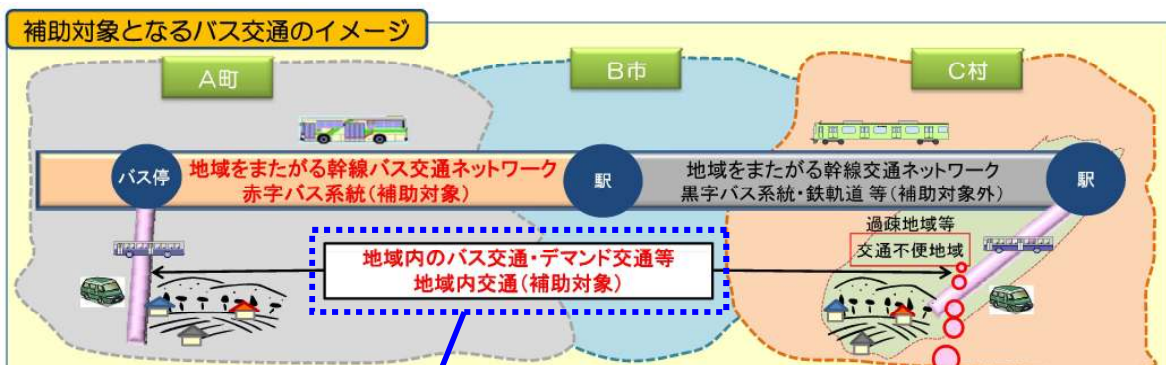 補助対象となるバス交通のイメージ
A町
B市
C村
バス停
地域をまたがる幹線バス交通ネットワーク
赤字バス系統(補助対象)
駅
地域をまたがる幹線交通ネットワーク
黒字バス系統・鉄軌道 等(補助対象外)
駅
過疎地域等
交通不便地域
地域内のバス交通・デマンド交通等
地域内交通(補助対象)